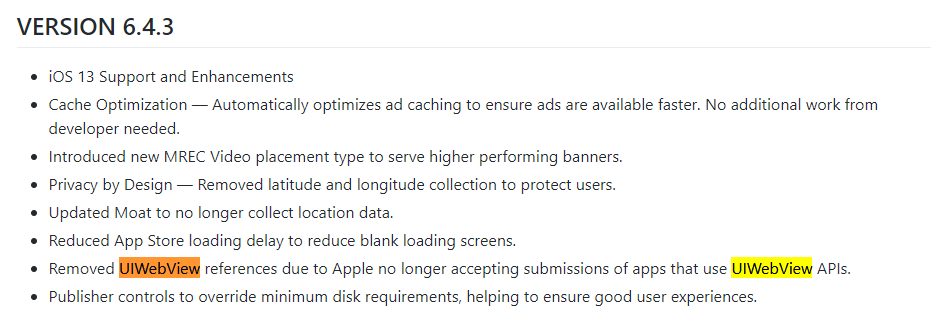 VERSION 6.4.3
• iOS 13 Support and Enhancements
• Cache Optimization — Automatically optimizes ad caching to ensure ads are available faster. No additional work from
developer needed.
• Introduced new MREC Video placement type to serve higher performing banners.
• Privacy by Design — Removed latitude and longitude collection to protect users.
• Updated Moat to no longer collect location data.
• Reduced App Store loading delay to reduce blank loading screens.
• Removed UIWebView references due to Apple no longer accepting submissions of apps that use UIWebView APIs.
• Publisher controls to override minimum disk requirements, helping to ensure good user experiences.